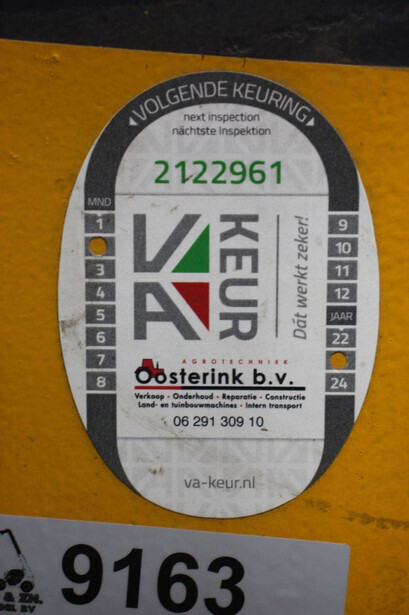 VOLGENDE KEURING
next inspection
nächtste Inspektion
2122961
MND
1
3
4
5
6
7
8
9
10
11
12
JAAR
22
24
VA KEUR
Dát werkt zeker!
AGROTECHNIEK
Oosterink b.v.
Verkoop - Onderhoud - Reparatie - Constructie
Land- en tuinbouwmachines - Intern transport
06 291 309 10
va-keur.nl
& ZN.
9163